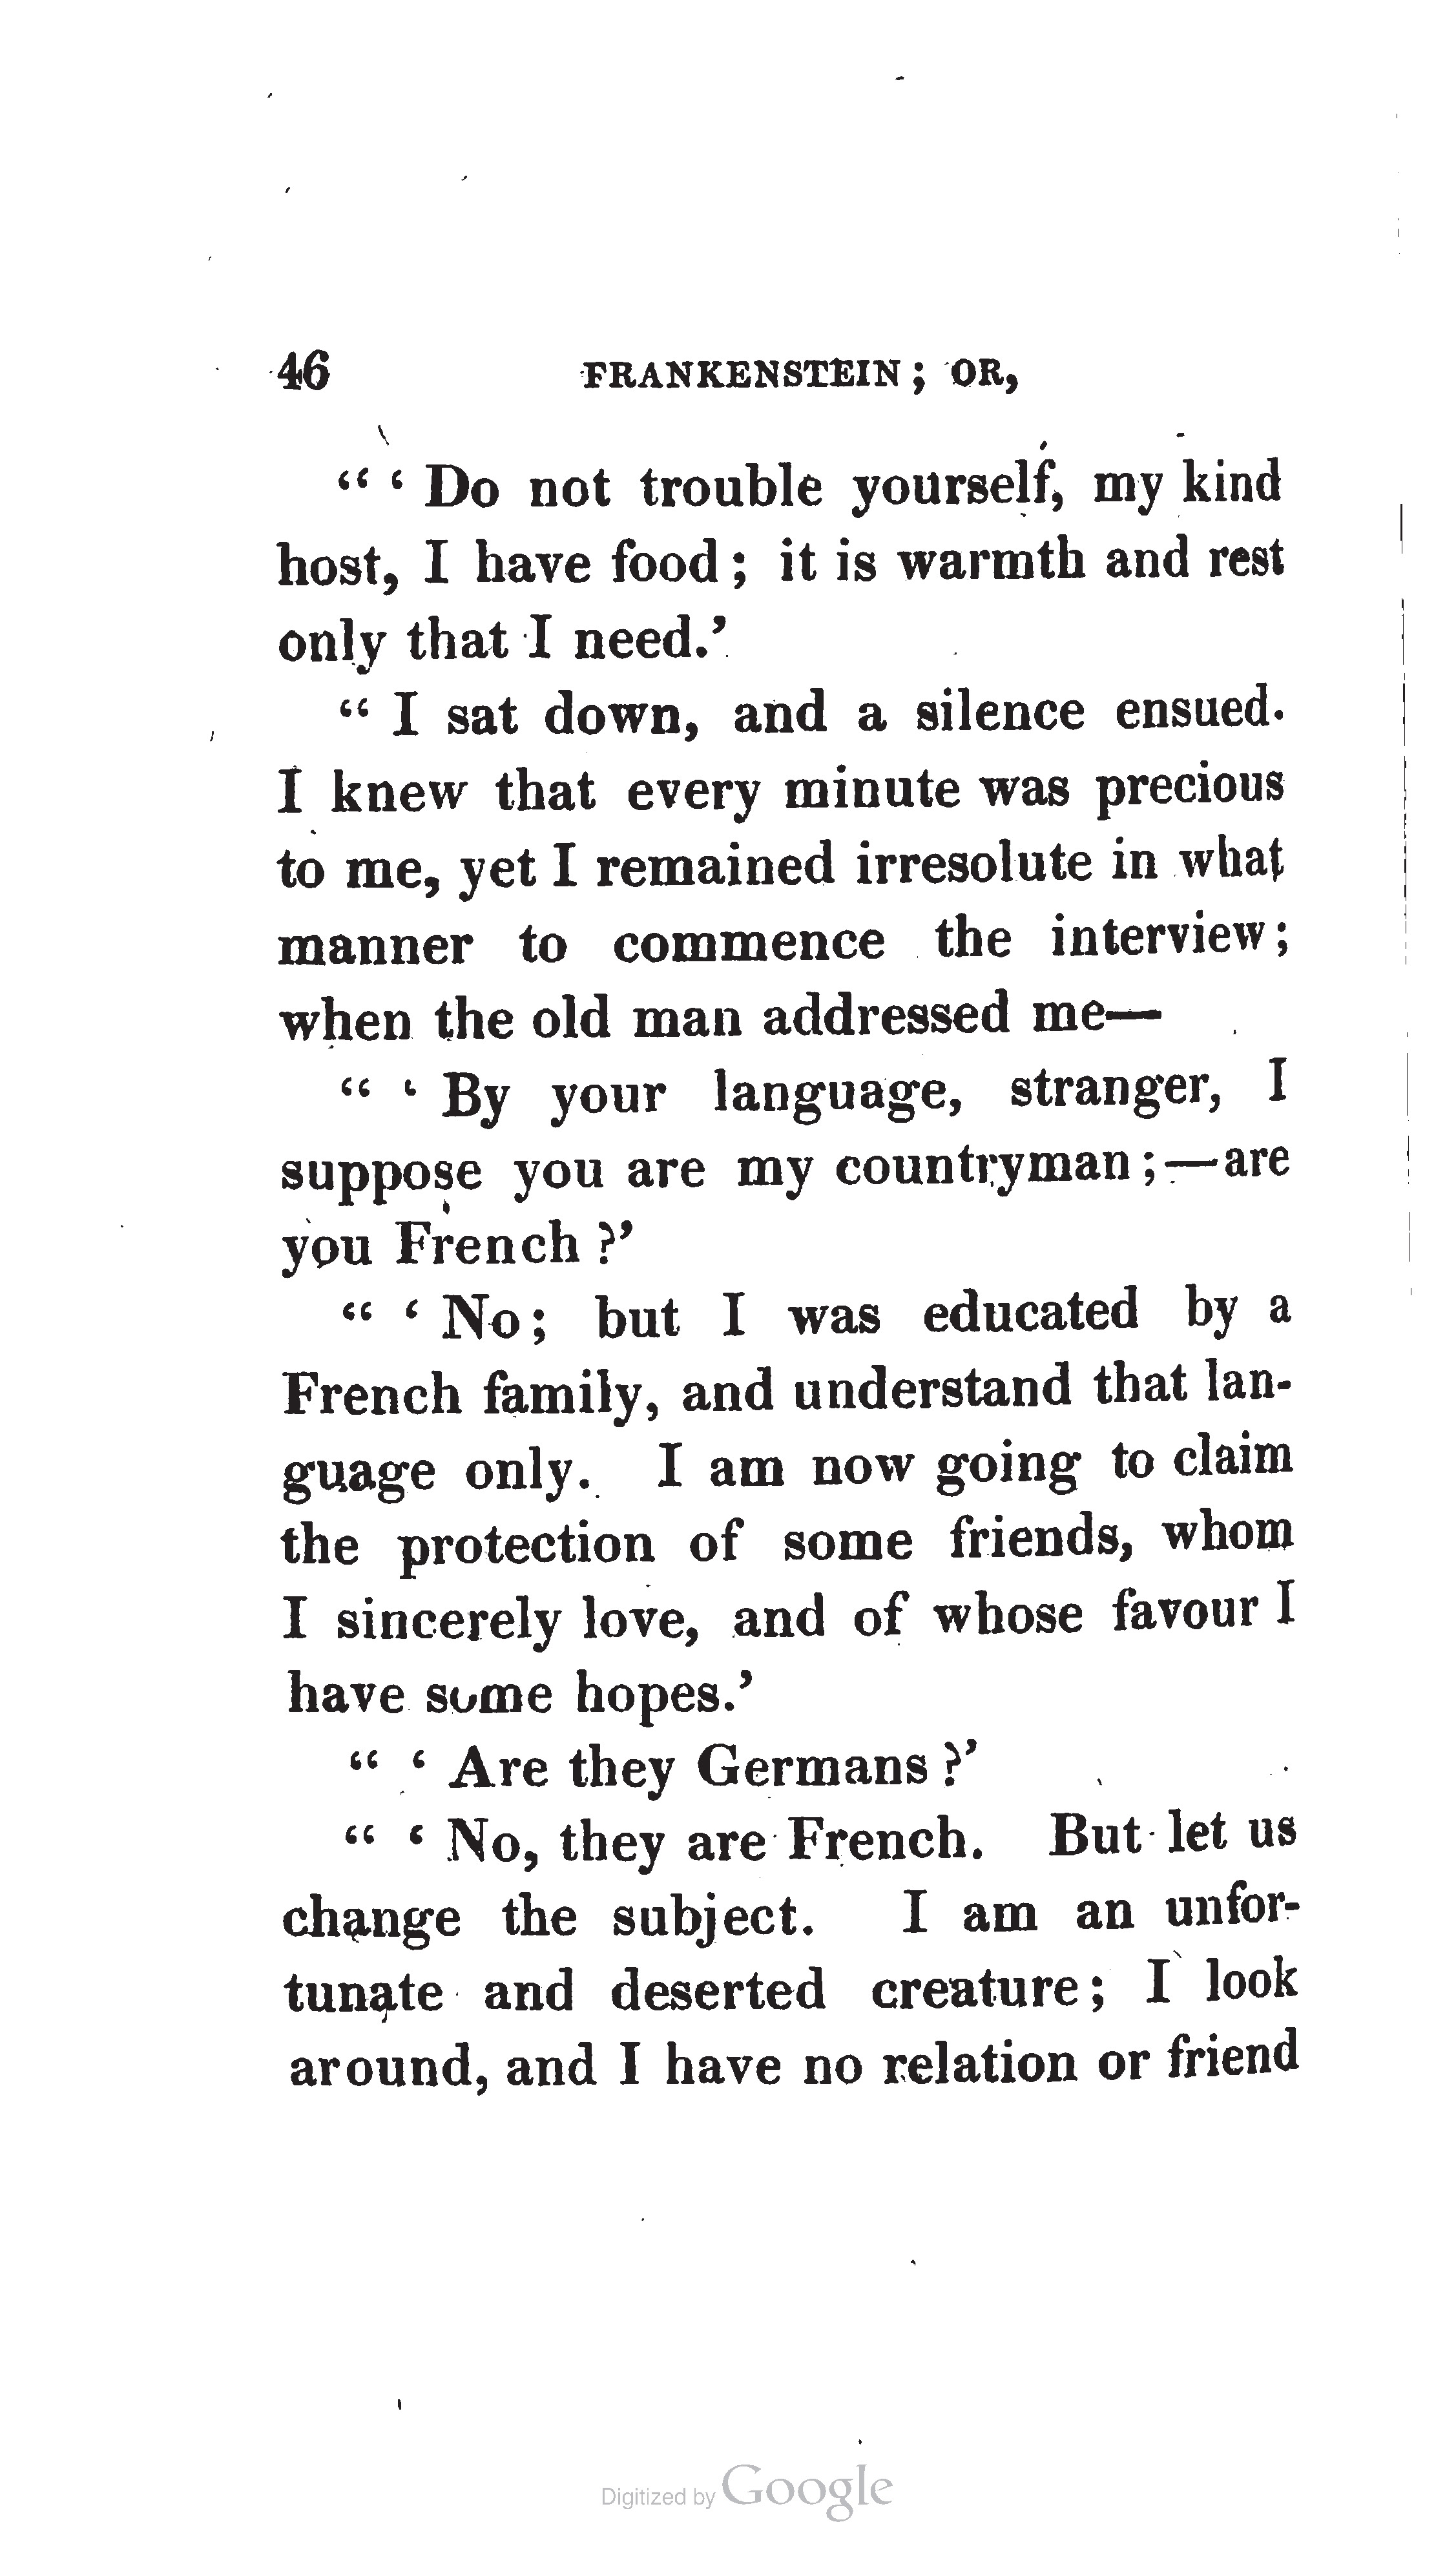 46 FRANKENSTEIN; OR,
“ ‘ Do not trouble yourself, my kind
host, I have food; it is warmth and rest
only that I need.’
“ I sat down, and a silence ensued.
I knew that every minute was precious
to me, yet I remained irresolute in what
manner to commence the interview;
when the old man addressed me—
“ ‘ By your language, stranger, I
suppose you are my countryman;—are
you French?’
“ ‘ No; but I was educated by a
French family, and understand that lan-
guage only. I am now going to claim
the protection of some friends, whom
I sincerely love, and of whose favour I
have some hopes.’
“ ‘ Are they Germans?’
“ ‘ No, they are French. But let us
change the subject. I am an unfor-
tunate and deserted creature; I look
around, and I have no relation or friend
Digitized by Google